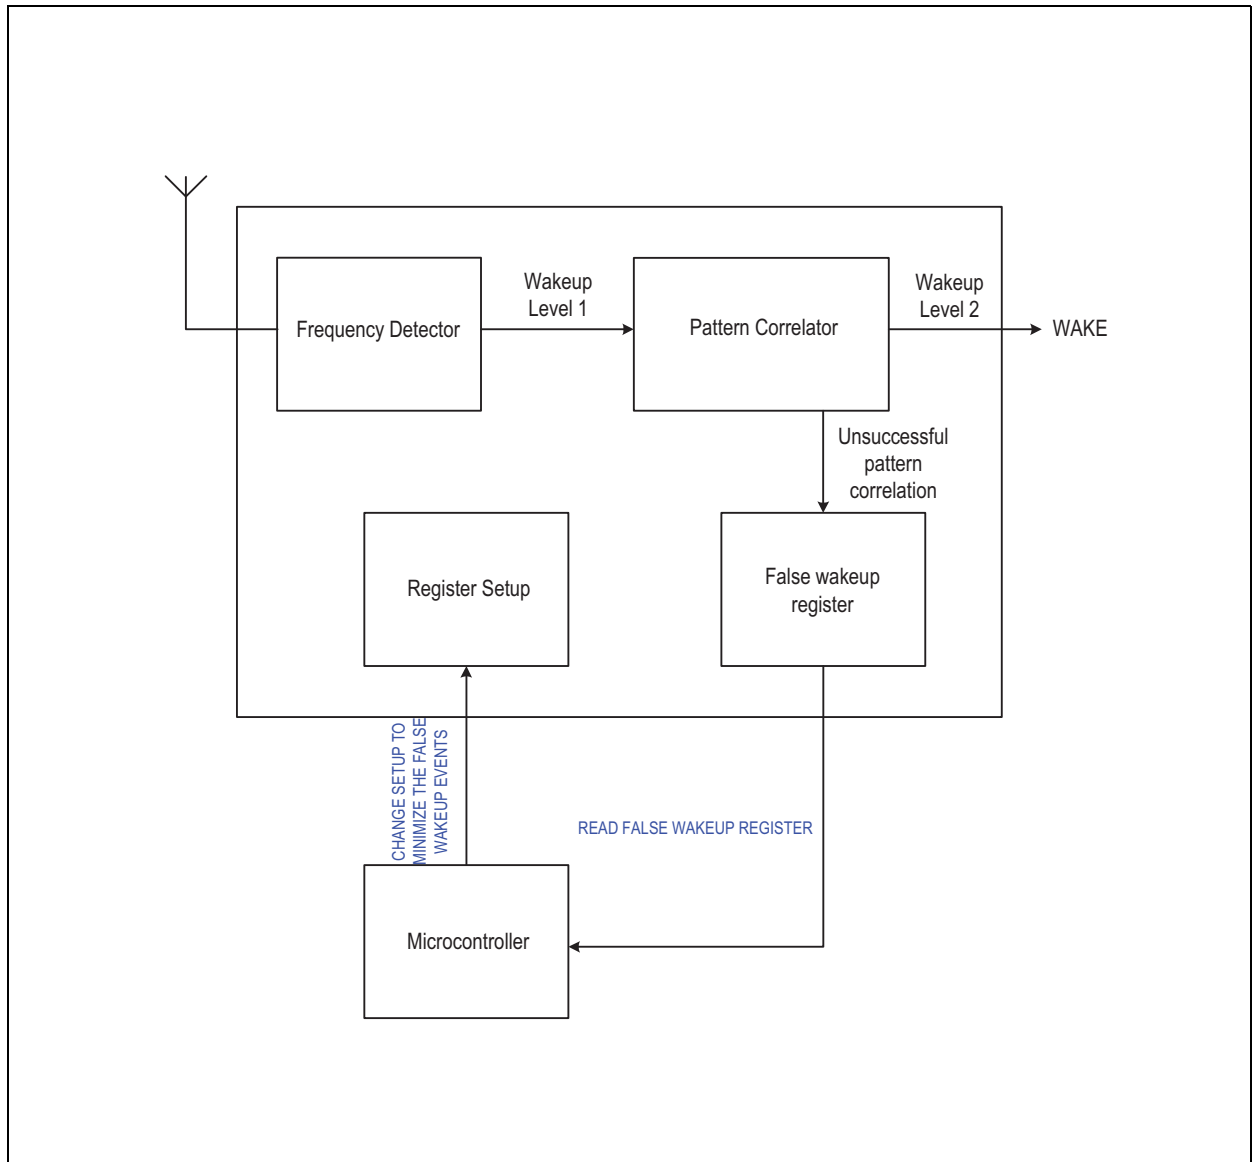 Wakeup
Level 1
Wakeup
Level 2
Frequency Detector
Pattern Correlator
WAKE
Unsuccessful
pattern
correlation
Register Setup
False wakeup
register
CHANGE SETUP TO
MINIMIZE THE FALSE
WAKEUP EVENTS
READ FALSE WAKEUP REGISTER
Microcontroller